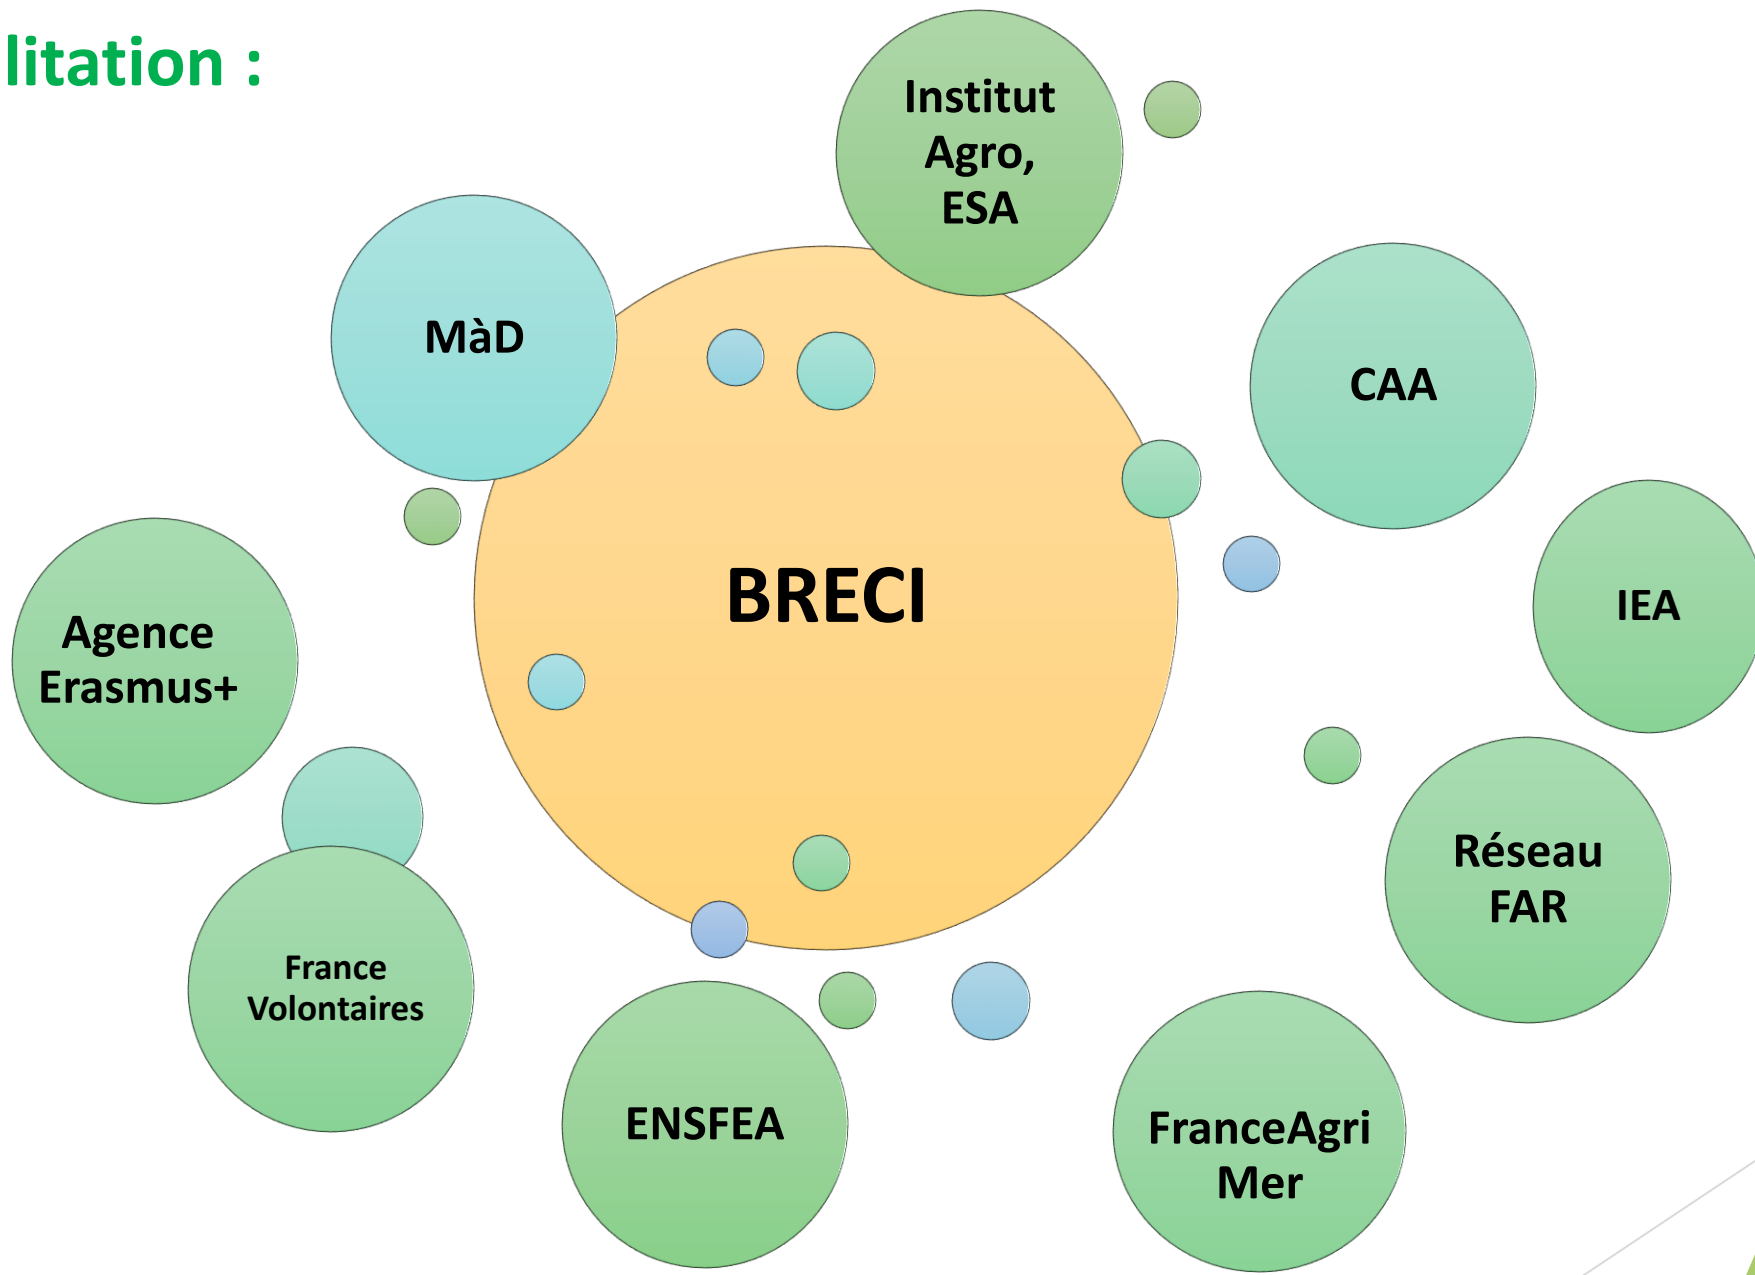 litation :
Institut
Agro,
ESA
MàD
CAA
BRECI
IEA
Agence
Erasmus+
Réseau
FAR
France
Volontaires
ENSFEA
FranceAgri
Mer